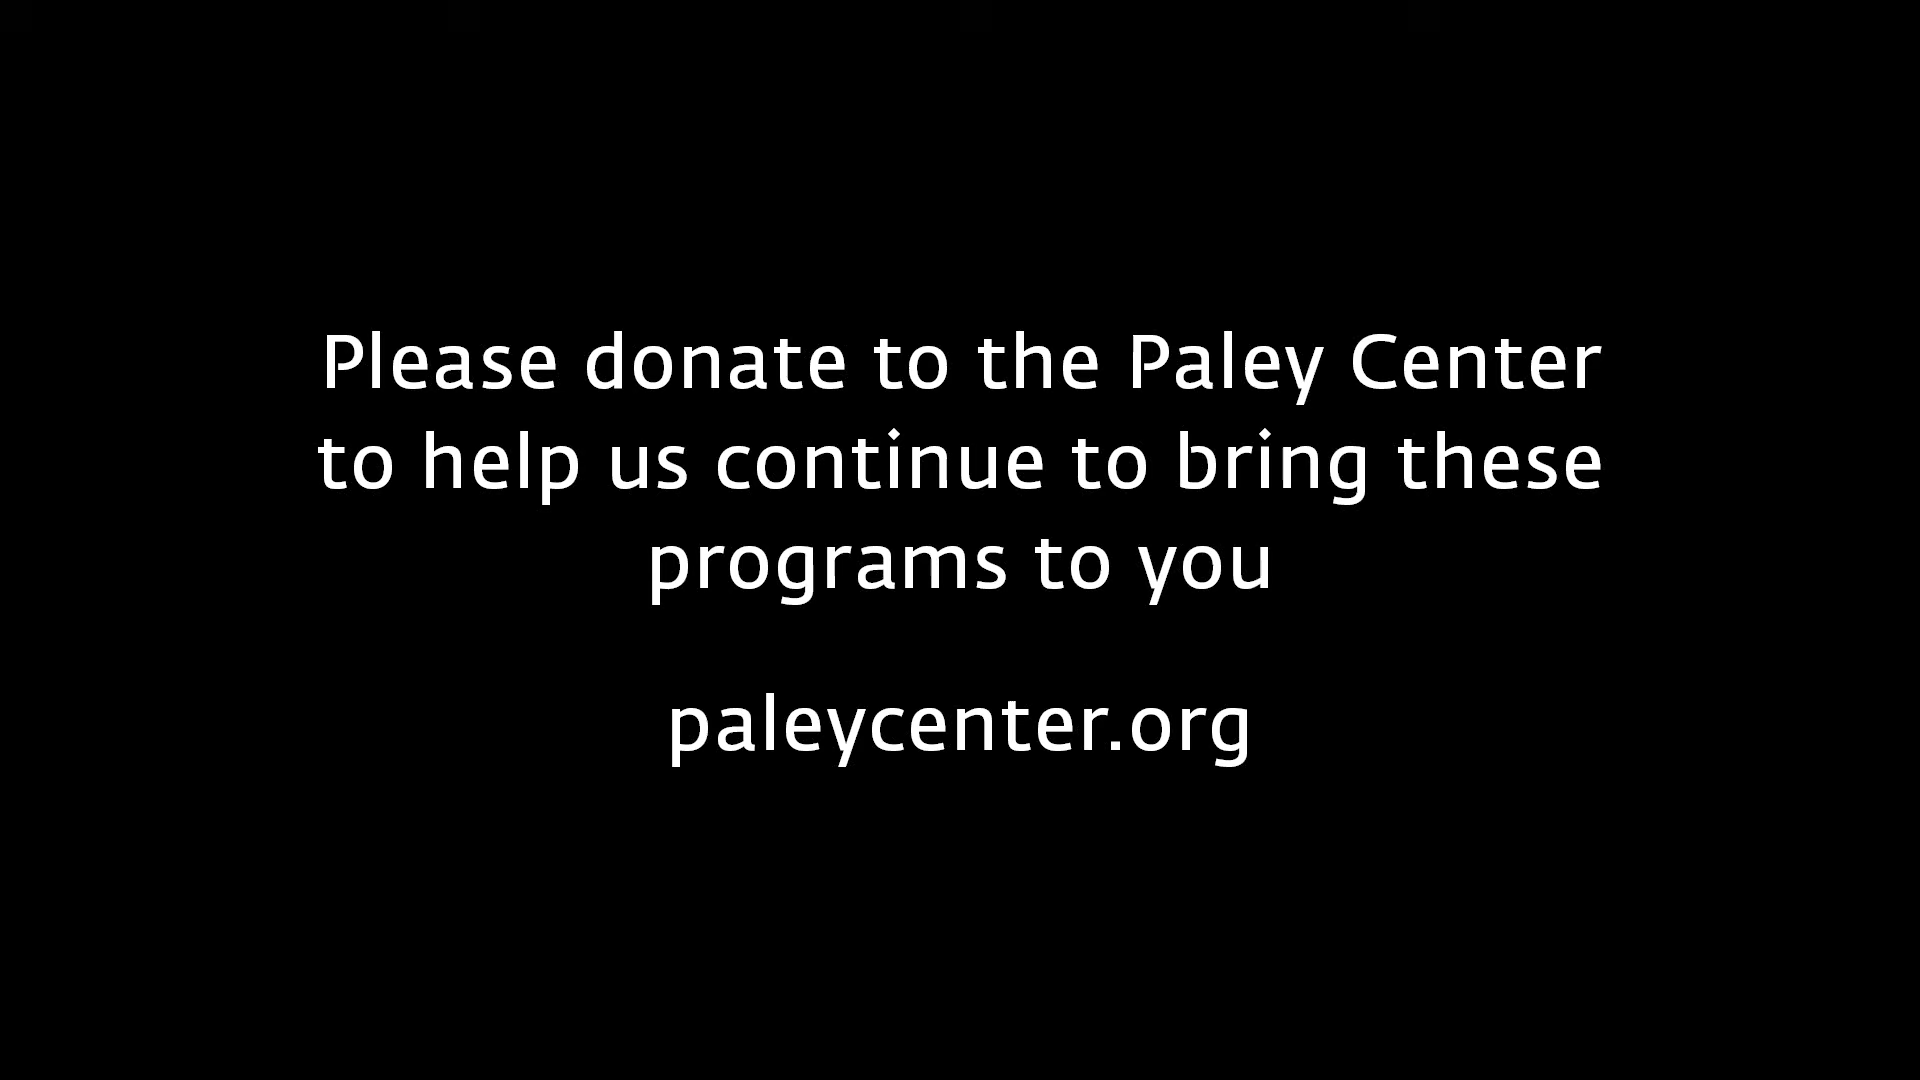 Please donate to the Paley Center
to help us continue to bring these
programs to you
paleycenter.org